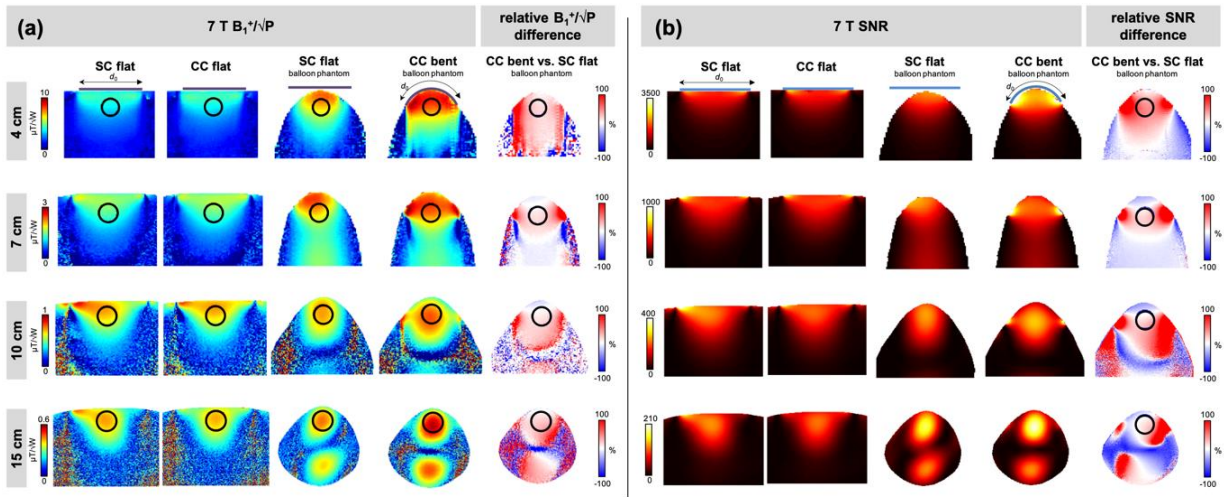 (a)
7 T B₁⁺/√P
relative B₁⁺/√P
difference
SC flat
d₀
CC flat
SC flat
balloon phantom
CC bent
balloon phantom
d₀
CC bent vs. SC flat
balloon phantom
4 cm
10
µT/√W
0
100
%
-100
7 cm
3
µT/√W
0
100
%
-100
10 cm
1
µT/√W
0
100
%
-100
15 cm
0.6
µT/√W
0
100
%
-100
(b)
7 T SNR
relative SNR
difference
SC flat
d₀
CC flat
SC flat
balloon phantom
CC bent
balloon phantom
d₀
CC bent vs. SC flat
balloon phantom
3500
0
100
%
-100
1000
0
100
%
-100
400
0
100
%
-100
210
0
100
%
-100